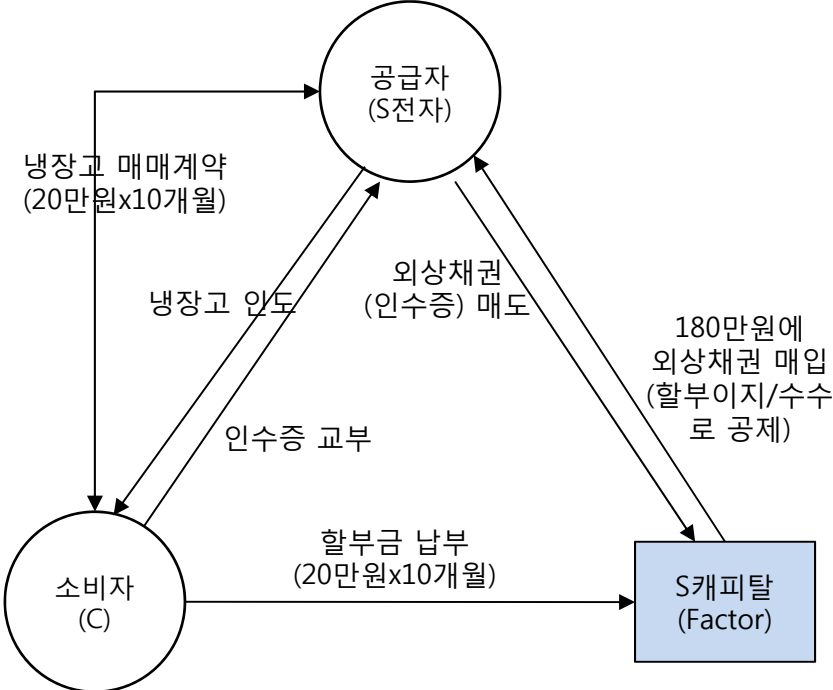 공급자
(S전자)
냉장고 매매계약
(20만원x10개월)
냉장고 인도
외상채권
(인수증) 매도
180만원에
외상채권 매입
(할부이지/수수
로 공제)
인수증 교부
할부금 납부
(20만원x10개월)
소비자
(C)
S캐피탈
(Factor)